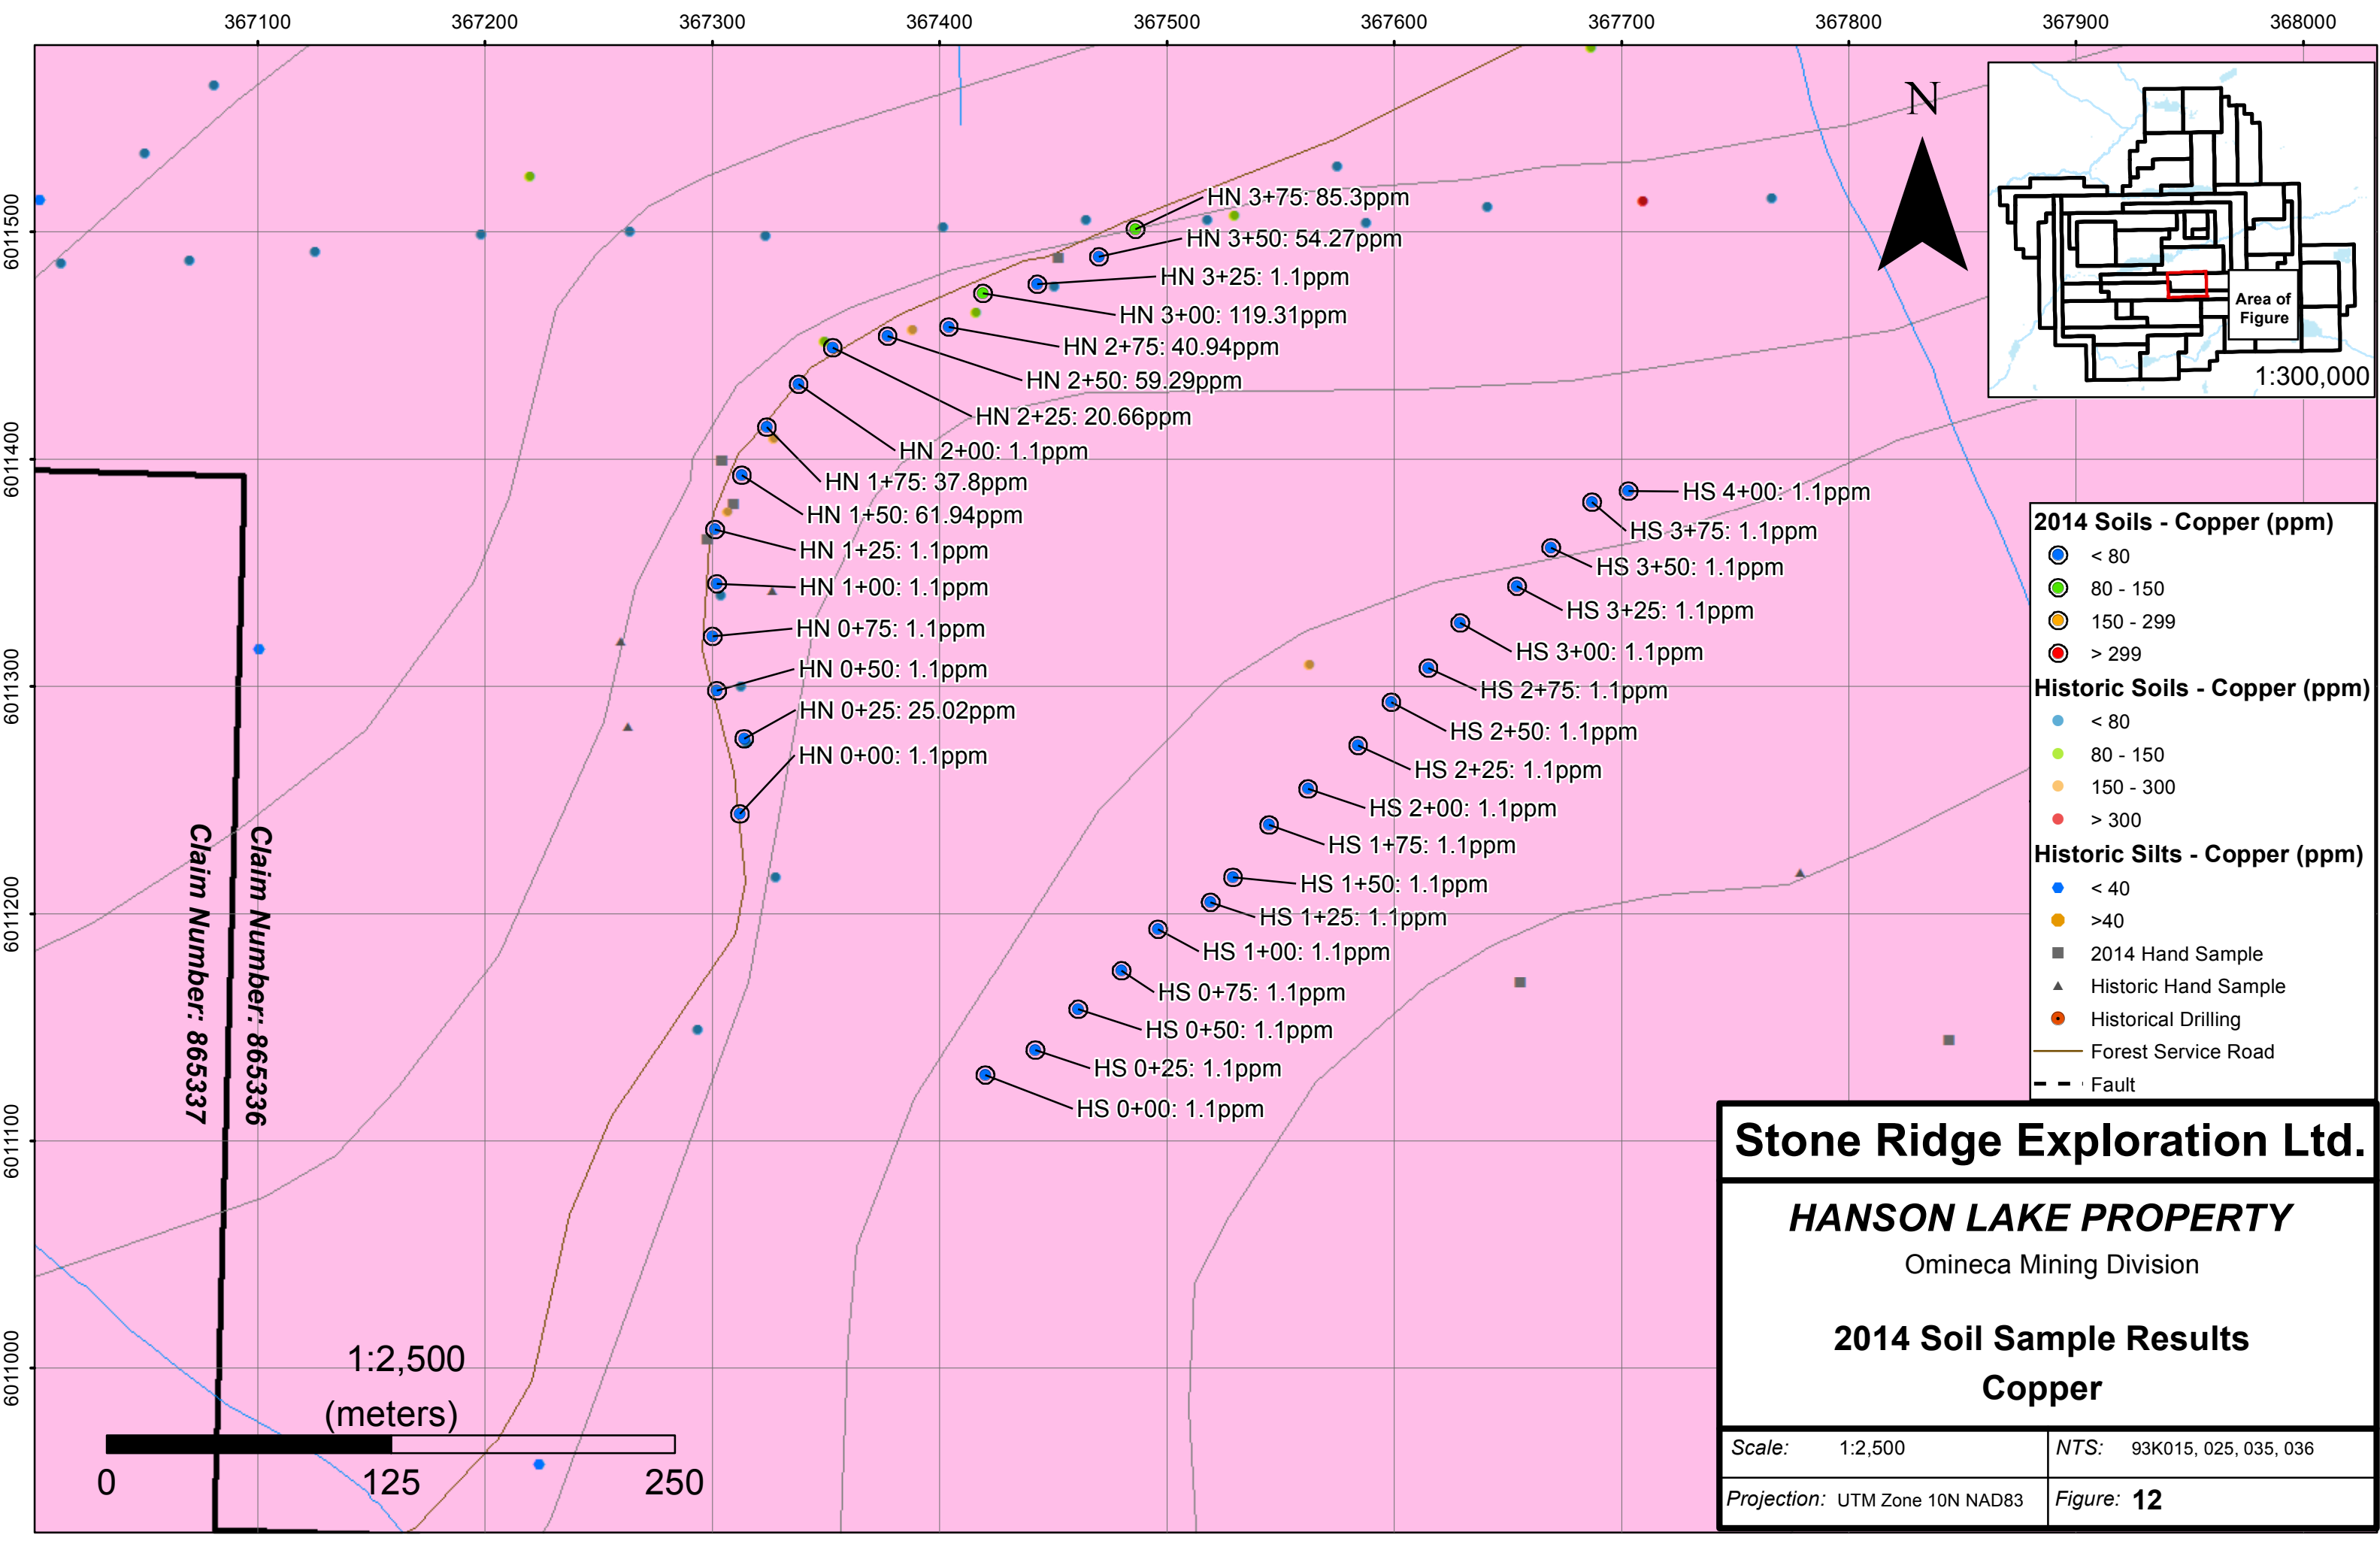 367100 367200 367300 367400 367500 367600 367700 367800 367900 368000
6011500
6011400
6011300
6011200
6011100
6011000
N
Area of
Figure
1:300,000
HN 3+75: 85.3ppm
HN 3+50: 54.27ppm
HN 3+25: 1.1ppm
HN 3+00: 119.31ppm
HN 2+75: 40.94ppm
HN 2+50: 59.29ppm
HN 2+25: 20.66ppm
HN 2+00: 1.1ppm
HN 1+75: 37.8ppm
HN 1+50: 61.94ppm
HN 1+25: 1.1ppm
HN 1+00: 1.1ppm
HN 0+75: 1.1ppm
HN 0+50: 1.1ppm
HN 0+25: 25.02ppm
HN 0+00: 1.1ppm
HS 4+00: 1.1ppm
HS 3+75: 1.1ppm
HS 3+50: 1.1ppm
HS 3+25: 1.1ppm
HS 3+00: 1.1ppm
HS 2+75: 1.1ppm
HS 2+50: 1.1ppm
HS 2+25: 1.1ppm
HS 2+00: 1.1ppm
HS 1+75: 1.1ppm
HS 1+50: 1.1ppm
HS 1+25: 1.1ppm
HS 1+00: 1.1ppm
HS 0+75: 1.1ppm
HS 0+50: 1.1ppm
HS 0+25: 1.1ppm
HS 0+00: 1.1ppm
Claim Number: 865336
Claim Number: 865337
2014 Soils - Copper (ppm)
< 80
80 - 150
150 - 299
> 299
Historic Soils - Copper (ppm)
< 80
80 - 150
150 - 300
> 300
Historic Silts - Copper (ppm)
< 40
>40
2014 Hand Sample
Historic Hand Sample
Historical Drilling
Forest Service Road
Fault
1:2,500
(meters)
0 125 250
Stone Ridge Exploration Ltd.
HANSON LAKE PROPERTY
Omineca Mining Division
2014 Soil Sample Results
Copper
Scale: 1:2,500 NTS: 93K015, 025, 035, 036
Projection: UTM Zone 10N NAD83 Figure: 12